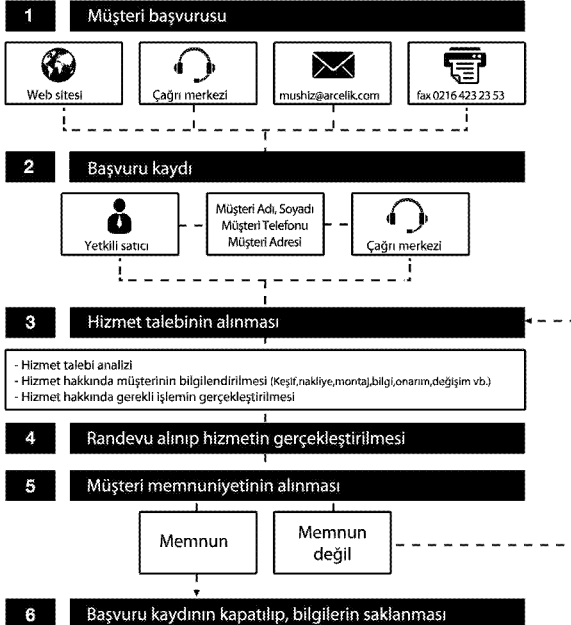 1 Müşteri başvurusu
Web sitesi
Çağrı merkezi
mushiz@arcelik.com
fax 0216 423 23 53
2 Başvuru kaydı
Yetkili satıcı
Müşteri Adı, Soyadı
Müşteri Telefonu
Müşteri Adresi
Çağrı merkezi
3 Hizmet talebinin alınması
- Hizmet talebi analizi
- Hizmet hakkında müşterinin bilgilendirilmesi (Keşif,nakliye,montaj,bilgi,onarım,değişim vb.)
- Hizmet hakkında gerekli işlemin gerçekleştirilmesi
4 Randevu alınıp hizmetin gerçekleştirilmesi
5 Müşteri memnuniyetinin alınması
Memnun
Memnun
değil
6 Başvuru kaydının kapatılıp, bilgilerin saklanması